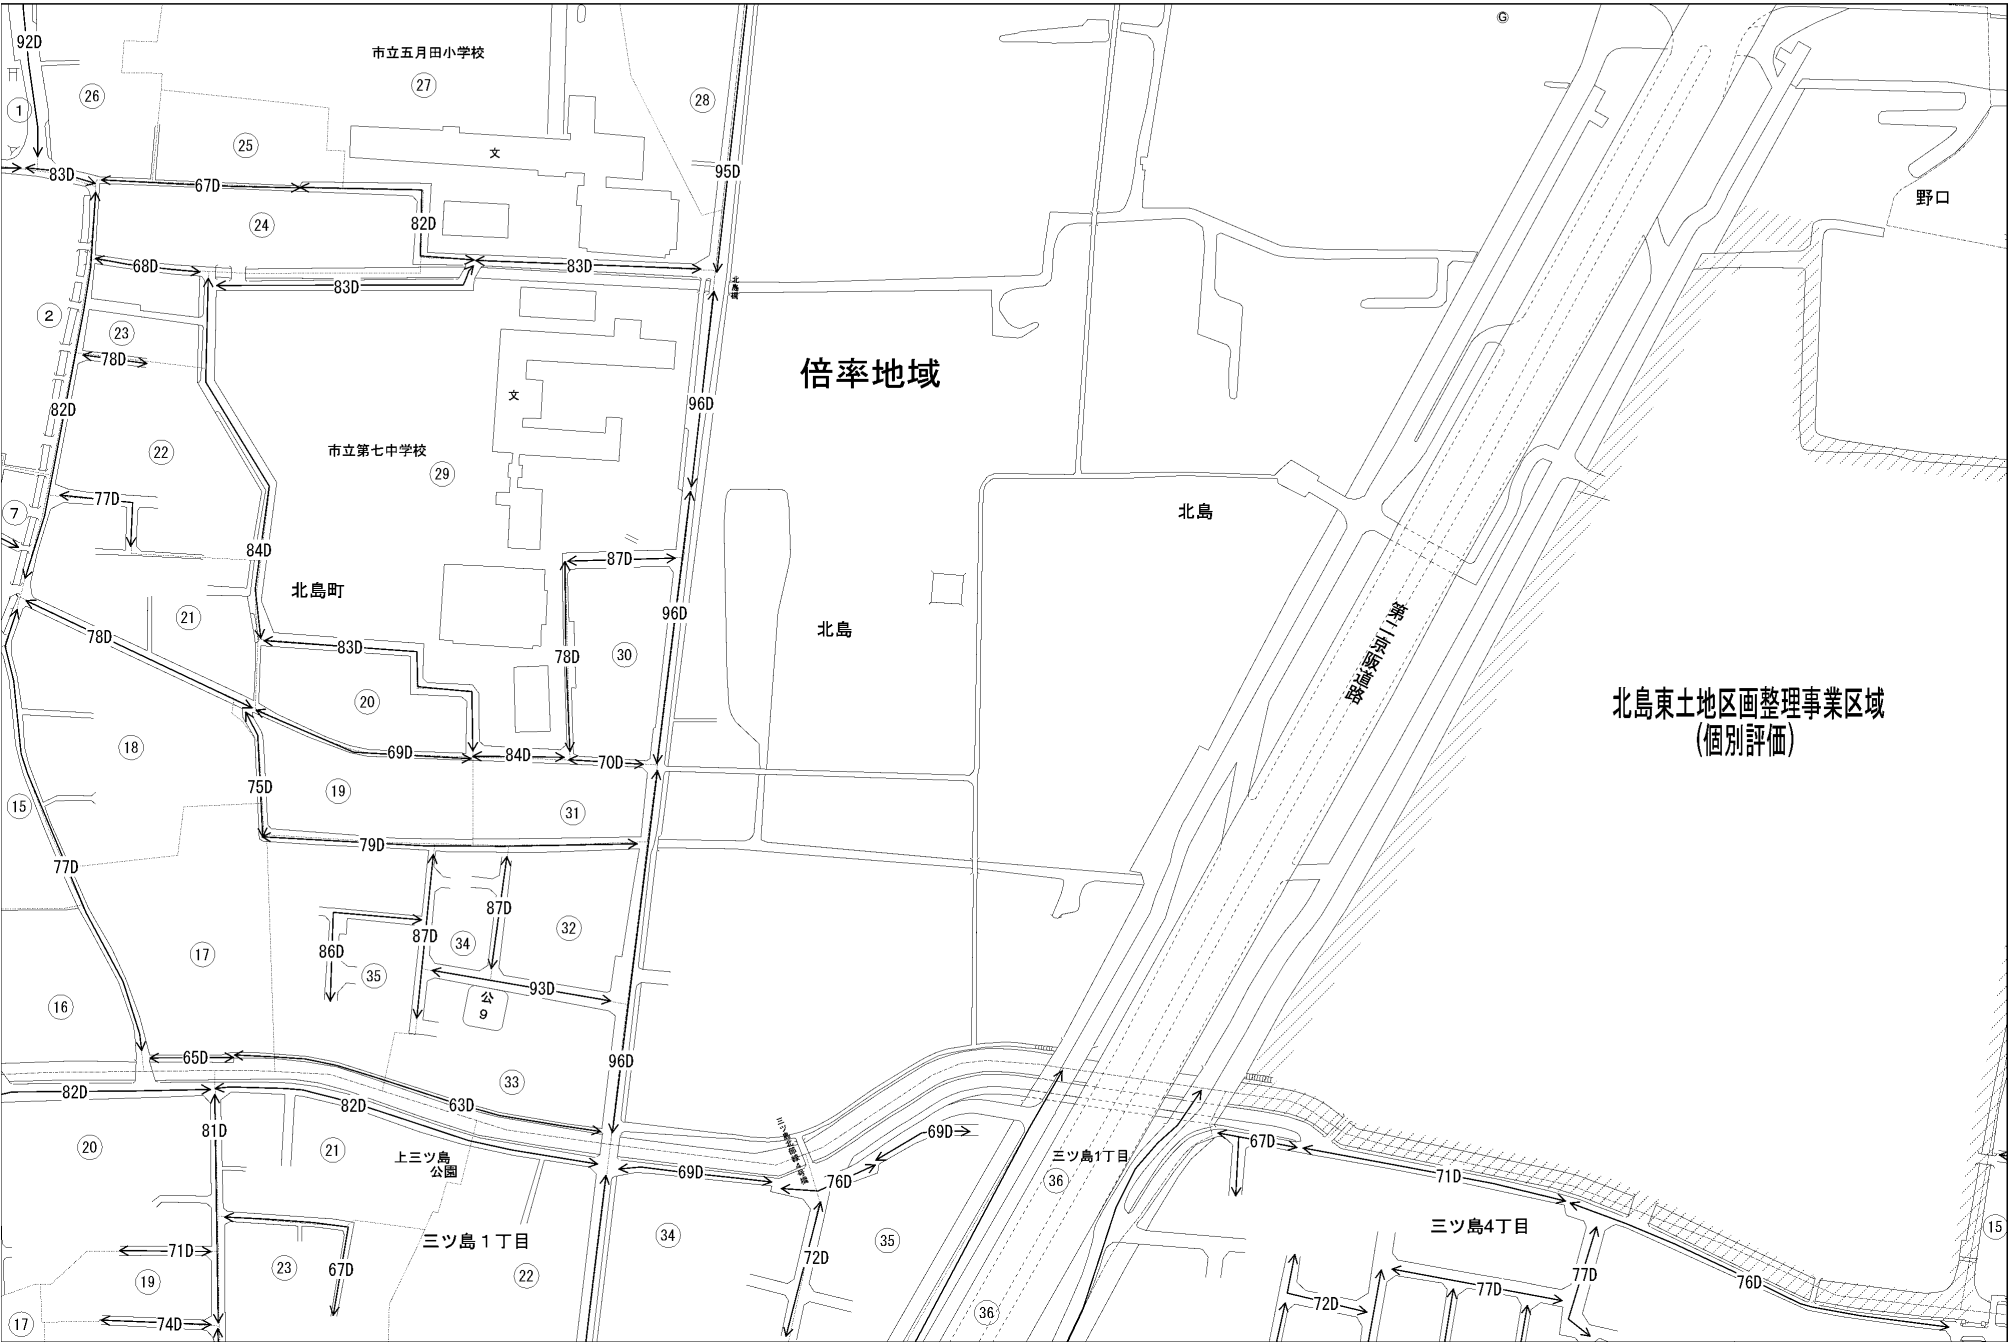 92D
市立五月田小学校
27
26
28
1
G
25
文
83D
67D
95D
野口
24
82D
68D
83D
83D
2
23
78D
倍率地域
96D
文
82D
市立第七中学校
22
29
77D
7
北島
84D
87D
北島町
96D
21
北島
第二京阪道路
78D
83D
78D
30
20
北島東土地区画整理事業区域
(個別評価)
18
69D
84D
70D
75D
19
31
15
79D
77D
87D
32
87D
34
86D
17
35
93D
公
9
16
65D
96D
33
82D
82D
63D
81D
69D
67D
20
21
上三ツ島
公園
三ツ島1丁目
36
69D
76D
71D
三ツ島4丁目
15
三ツ島1丁目
34
35
71D
67D
23
22
72D
77D
77D
76D
19
72D
36
17
74D